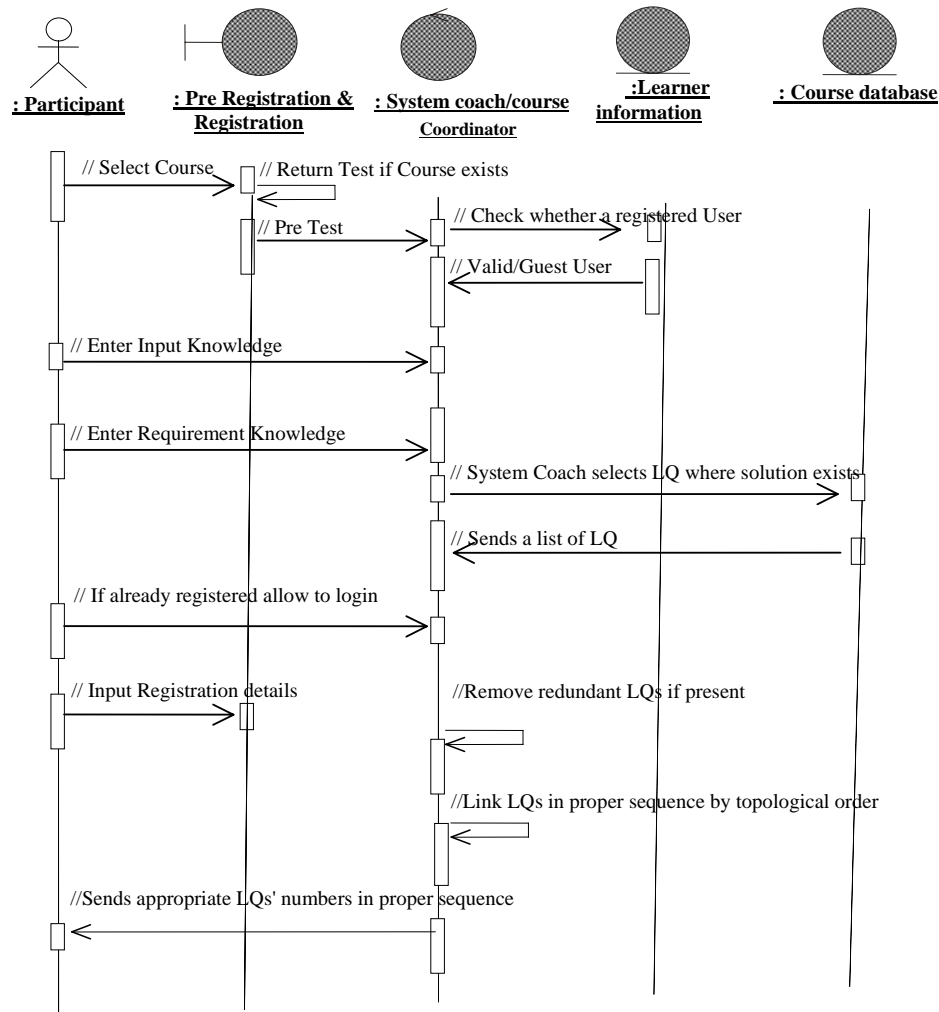 : Participant
: Pre Registration &
Registration
: System coach/course
Coordinator
:Learner
information
: Course database
// Select Course
// Return Test if Course exists
// Pre Test
// Check whether a registered User
// Valid/Guest User
// Enter Input Knowledge
// Enter Requirement Knowledge
// System Coach selects LQ where solution exists
// Sends a list of LQ
// If already registered allow to login
// Input Registration details
//Remove redundant LQs if present
//Link LQs in proper sequence by topological order
//Sends appropriate LQs' numbers in proper sequence